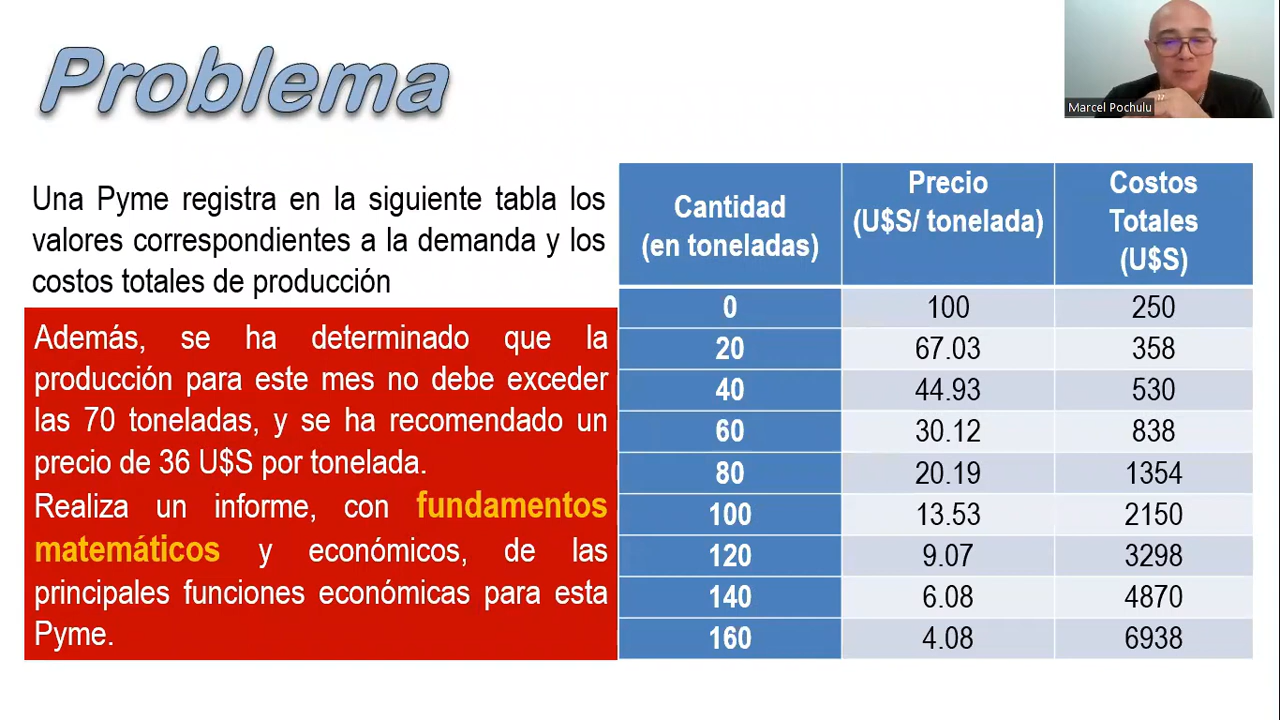 Problema
Marcel Pochulu
Una Pyme registra en la siguiente tabla los
valores correspondientes a la demanda y los
costos totales de producción
Además, se ha determinado que la
producción para este mes no debe exceder
las 70 toneladas, y se ha recomendado un
precio de 36 U$S por tonelada.
Realiza un informe, con fundamentos
matemáticos y económicos, de las
principales funciones económicas para esta
Pyme.
Cantidad
(en toneladas)
Precio
(U$S/ tonelada)
Costos
Totales
(U$S)
0 100 250
20 67.03 358
40 44.93 530
60 30.12 838
80 20.19 1354
100 13.53 2150
120 9.07 3298
140 6.08 4870
160 4.08 6938